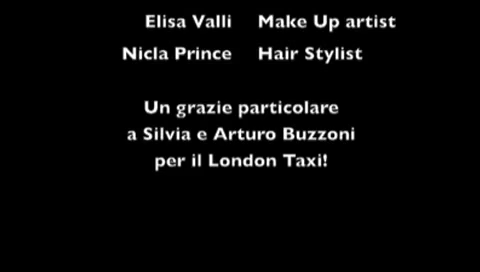 Elisa Valli Make Up artist
Nicla Prince Hair Stylist
Un grazie particolare
a Silvia e Arturo Buzzoni
per il London Taxi!